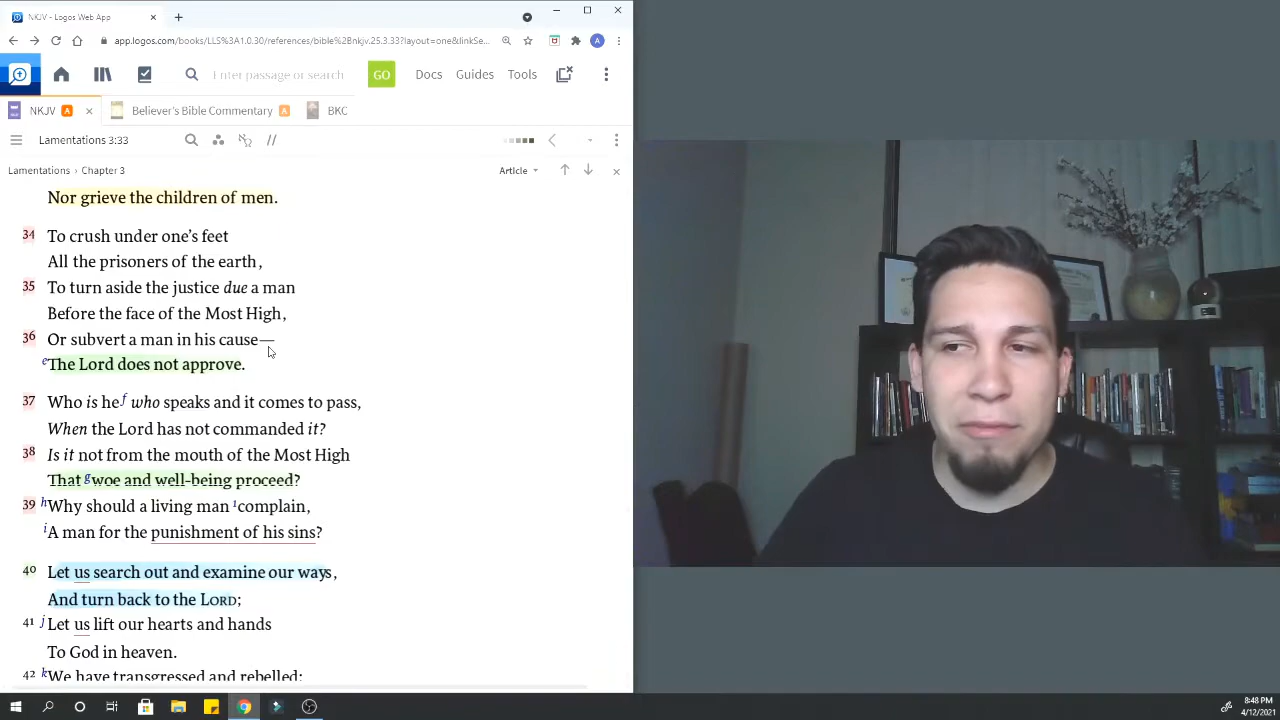 NKJV - Logos Web App
app.logos.com/books/LLS%3A1.0.30/references/bible%2Bnkjv.25.3.33?layout=one&linkSe...
A
Enter passage or search
GO
Docs
Guides
Tools
NKJV A
Believer's Bible Commentary A
BKC
Lamentations 3:33
Lamentations › Chapter 3
Article
Nor grieve the children of men.
34 To crush under one's feet
All the prisoners of the earth,
35 To turn aside the justice due a man
Before the face of the Most High,
36 Or subvert a man in his cause—
e The Lord does not approve.
37 Who is he f who speaks and it comes to pass,
When the Lord has not commanded it?
38 Is it not from the mouth of the Most High
That g woe and well-being proceed?
39 h Why should a living man 1 complain,
i A man for the punishment of his sins?
40 Let us search out and examine our ways,
And turn back to the LORD;
41 j Let us lift our hearts and hands
To God in heaven.
42 k We have transgressed and rebelled;
8:48 PM
4/12/2021